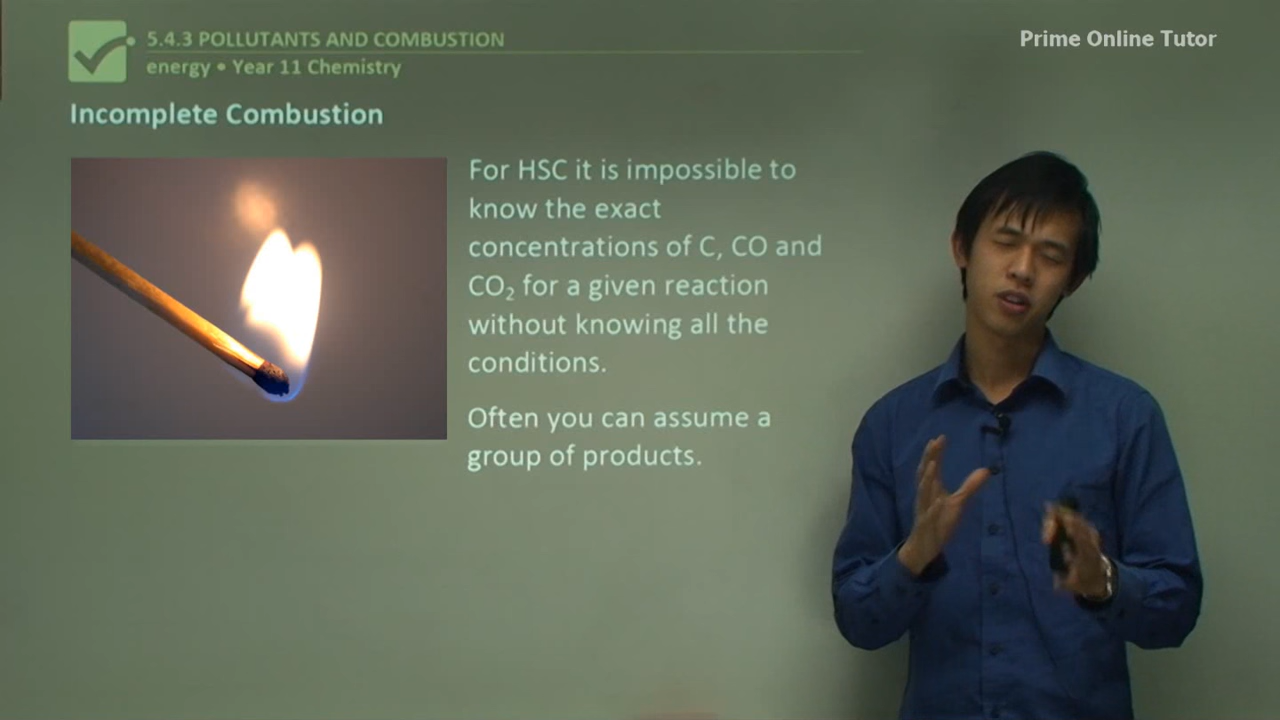 5.4.3 POLLUTANTS AND COMBUSTION
energy • Year 11 Chemistry
Prime Online Tutor
Incomplete Combustion
For HSC it is impossible to
know the exact
concentrations of C, CO and
CO₂ for a given reaction
without knowing all the
conditions.
Often you can assume a
group of products.